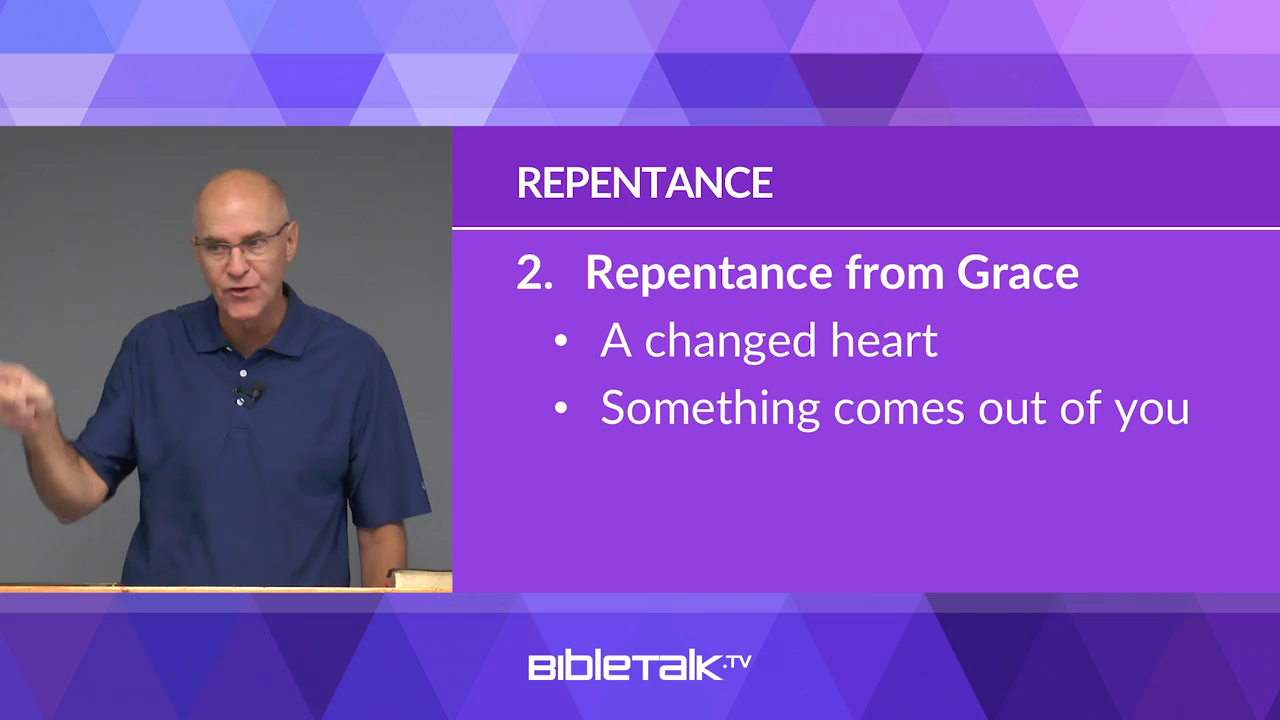 REPENTANCE
2. Repentance from Grace
• A changed heart
• Something comes out of you
BIBLETALK.TV